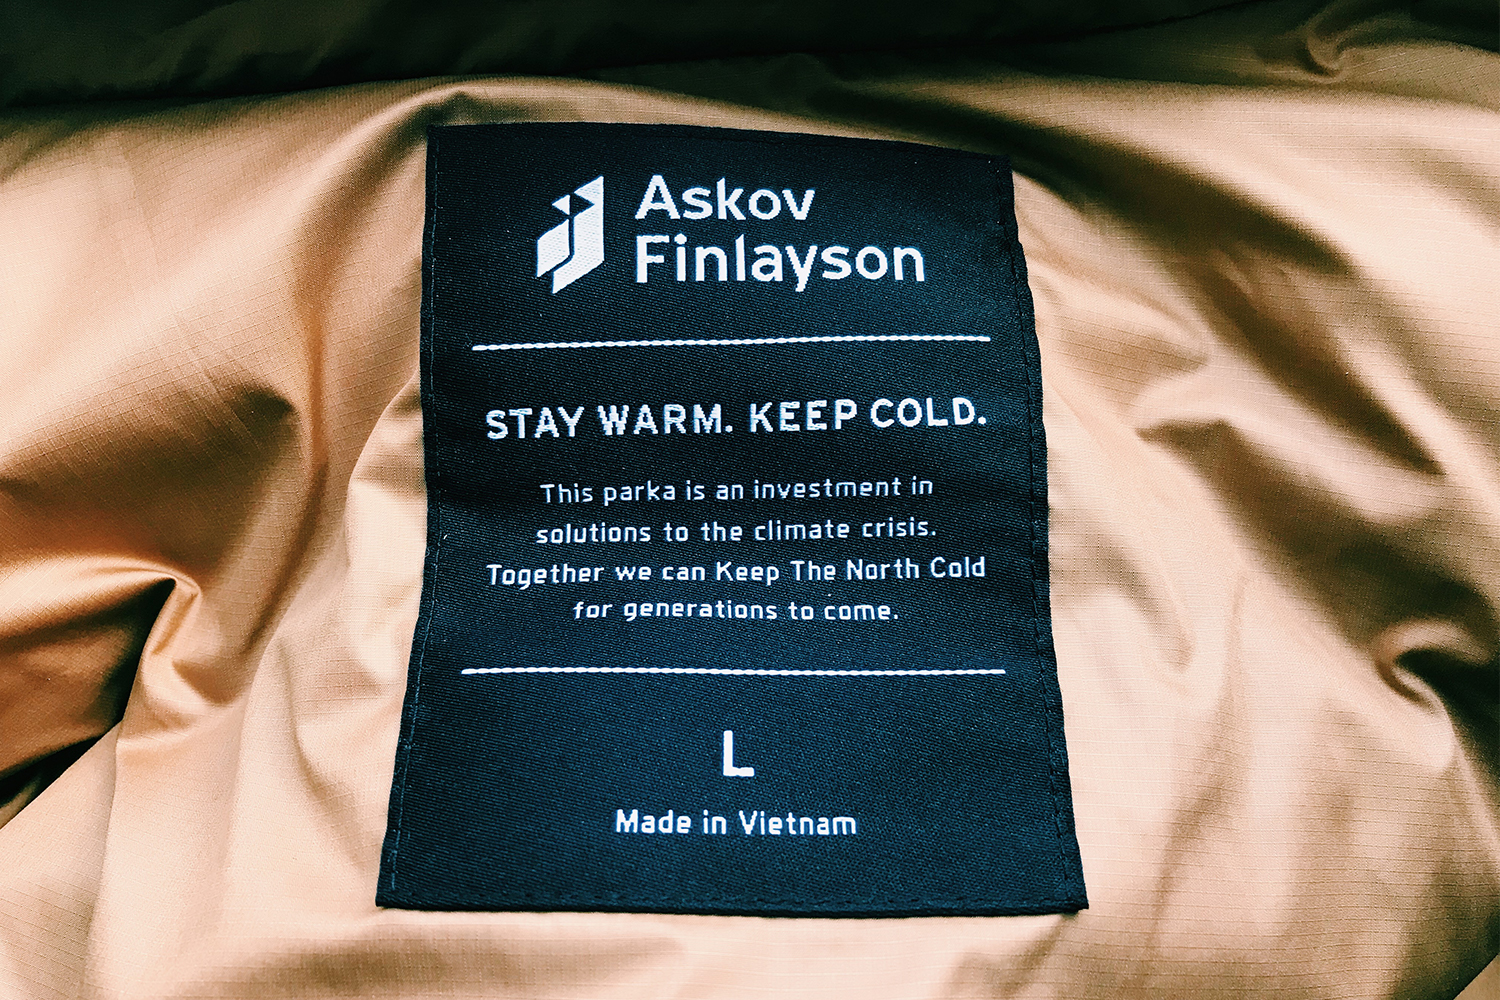 Askov
Finlayson
STAY WARM. KEEP COLD.
This parka is an investment in
solutions to the climate crisis.
Together we can Keep The North Cold
for generations to come.
L
Made in Vietnam